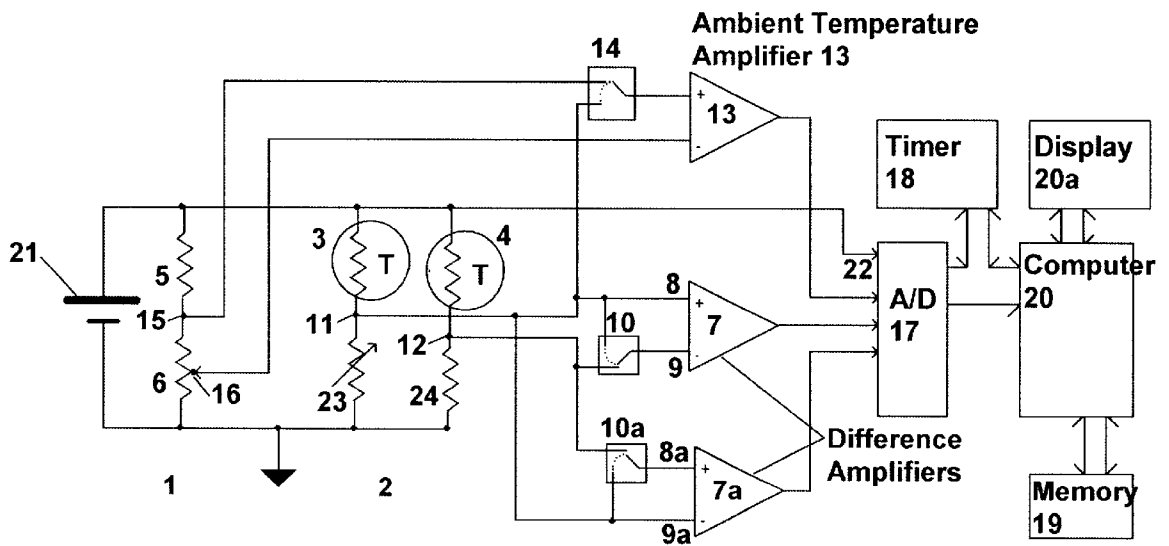 Ambient Temperature
Amplifier 13
14
+
13
-
Timer
18
Display
20a
3
4
21
5
T
T
22
Computer
20
8
+
A/D
17
15
11
10
7
12
9
-
6
16
23
24
10a
8a
Difference
Amplifiers
+
7a
1
2
9a
-
Memory
19